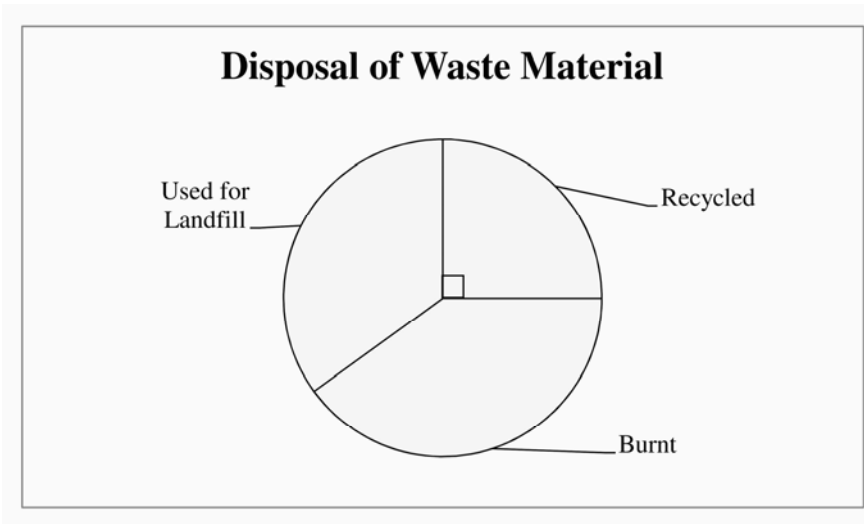 Disposal of Waste Material
Used for
Landfill
Recycled
Burnt